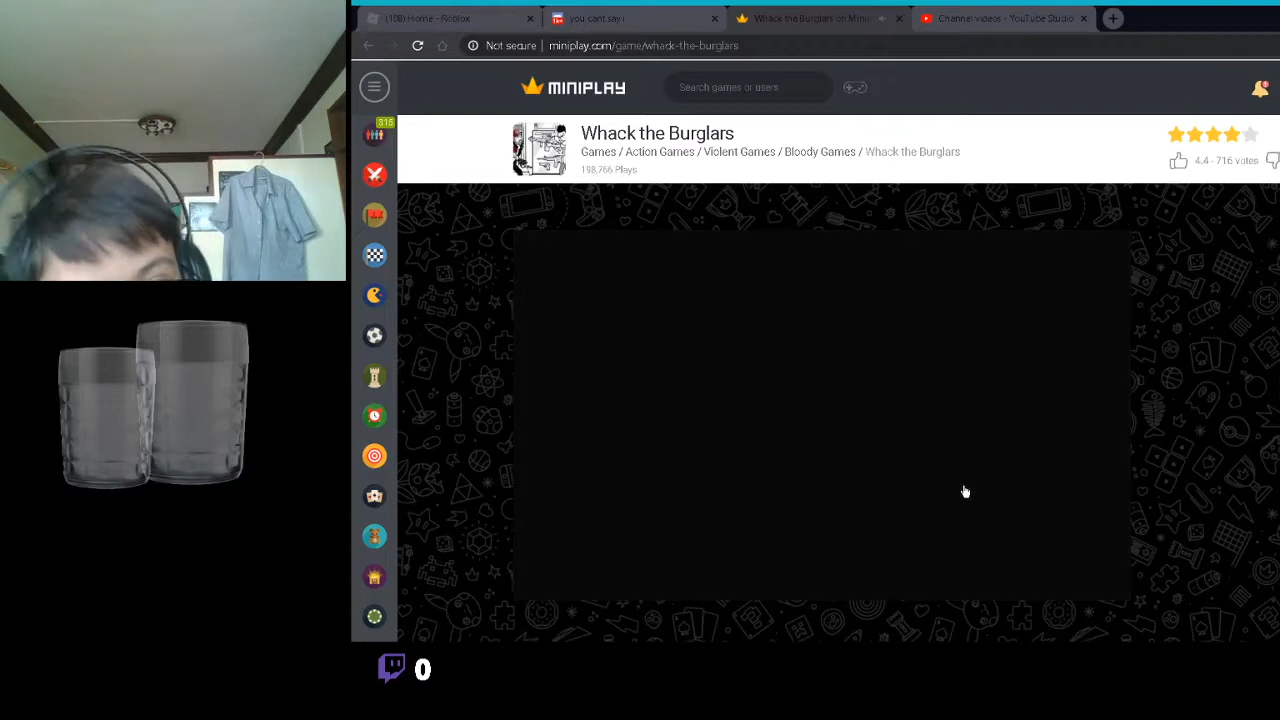 (188) Home - Roblox
you cant say i
Whack the Burglars on Mini
Channel videos - YouTube Studio
Not secure | miniplay.com/game/whack-the-burglars
MINIPLAY
Search games or users
315
Whack the Burglars
Games / Action Games / Violent Games / Bloody Games / Whack the Burglars
198,766 Plays
4.4 - 716 votes
0